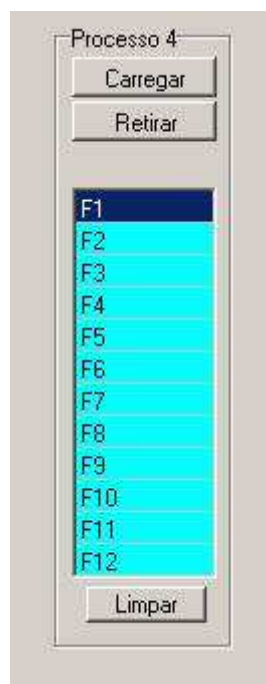 Processo 4
Carregar
Retirar
F1
F2
F3
F4
F5
F6
F7
F8
F9
F10
F11
F12
Limpar